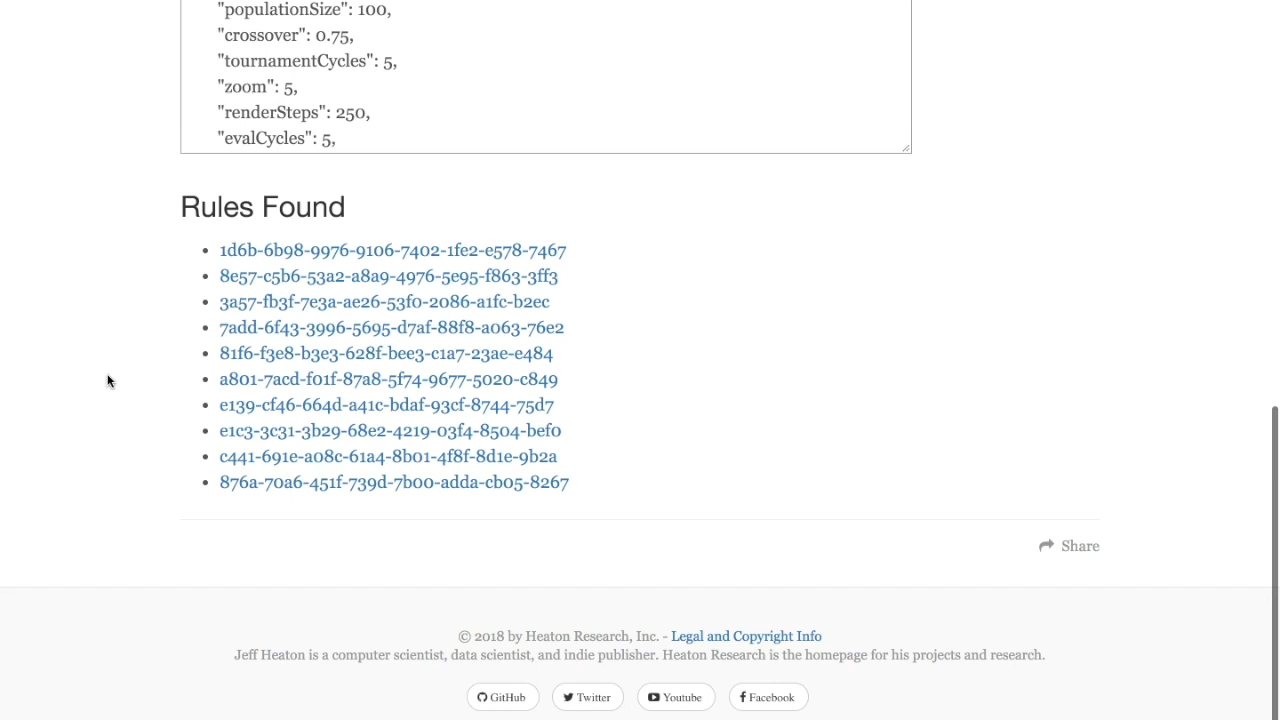 "populationSize": 100,
"crossover": 0.75,
"tournamentCycles": 5,
"zoom": 5,
"renderSteps": 250,
"evalCycles": 5,
Rules Found
1d6b-6b98-9976-9106-7402-1fe2-e578-7467
8e57-c5b6-53a2-a8a9-4976-5e95-f863-3ff3
3a57-fb3f-7e3a-ae26-53f0-2086-a1fc-b2ec
7add-6f43-3996-5695-d7af-88f8-a063-76e2
81f6-f3e8-b3e3-628f-bee3-c1a7-23ae-e484
a801-7acd-f01f-87a8-5f74-9677-5020-c849
e139-cf46-664d-a41c-bdaf-93cf-8744-75d7
e1c3-3c31-3b29-68e2-4219-03f4-8504-bef0
c441-691e-a08c-61a4-8b01-4f8f-8d1e-9b2a
876a-70a6-451f-739d-7b00-adda-cb05-8267
Share
© 2018 by Heaton Research, Inc. - Legal and Copyright Info
Jeff Heaton is a computer scientist, data scientist, and indie publisher. Heaton Research is the homepage for his projects and research.
GitHub Twitter Youtube Facebook